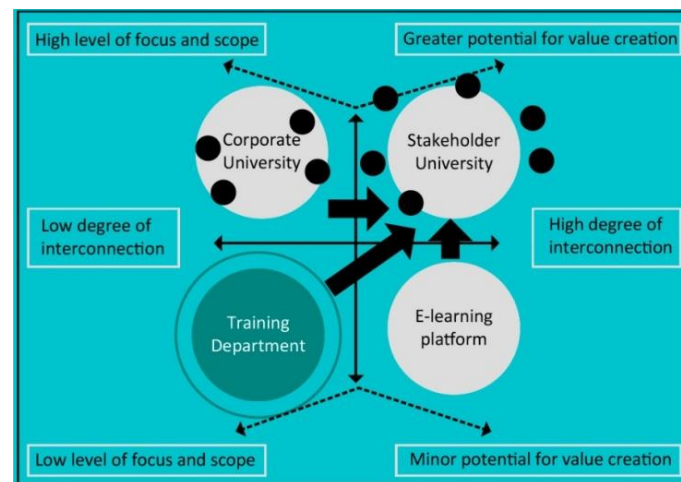 High level of focus and scope
Greater potential for value creation
Corporate
University
Stakeholder
University
Low degree of
interconnection
High degree of
interconnection
Training
Department
E-learning
platform
Low level of focus and scope
Minor potential for value creation